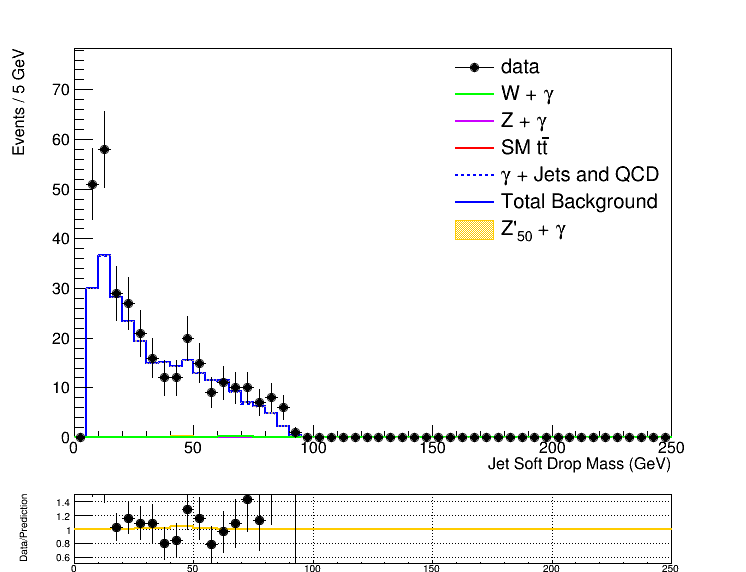 Events / 5 GeV
70
60
50
40
30
20
10
0
data
W + γ
Z + γ
SM tt̄
γ + Jets and QCD
Total Background
Z'50 + γ
0 50 100 150 200 250
Jet Soft Drop Mass (GeV)
Data/Prediction
1.4
1.2
1
0.8
0.6
0 50 100 150 200 250